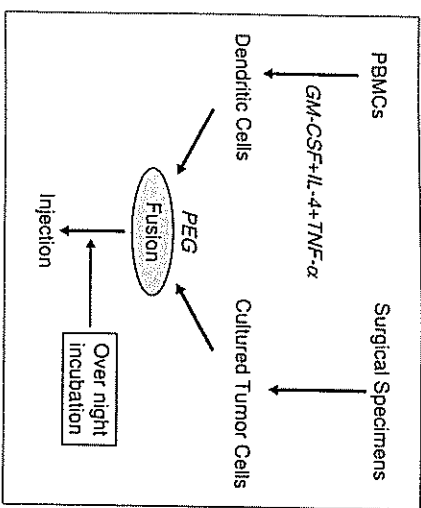 PBMCs
Surgical Specimens
GM-CSF+IL-4+TNF-α
Dendritic Cells
Cultured Tumor Cells
PEG
Fusion
Over night
incubation
Injection